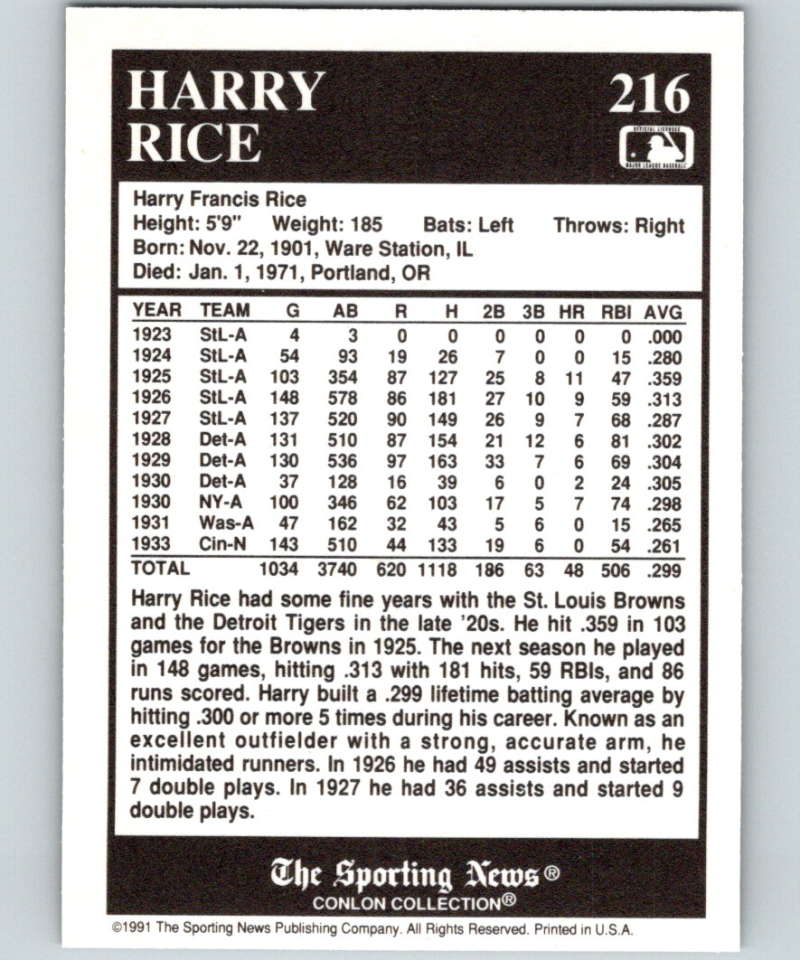 HARRY 216
RICE
OFFICIAL LICENSEE
MAJOR LEAGUE BASEBALL
Harry Francis Rice
Height: 5'9" Weight: 185 Bats: Left Throws: Right
Born: Nov. 22, 1901, Ware Station, IL
Died: Jan. 1, 1971, Portland, OR
YEAR TEAM G AB R H 2B 3B HR RBI AVG
1923 StL-A 4 3 0 0 0 0 0 0 .000
1924 StL-A 54 93 19 26 7 0 0 15 .280
1925 StL-A 103 354 87 127 25 8 11 47 .359
1926 StL-A 148 578 86 181 27 10 9 59 .313
1927 StL-A 137 520 90 149 26 9 7 68 .287
1928 Det-A 131 510 87 154 21 12 6 81 .302
1929 Det-A 130 536 97 163 33 7 6 69 .304
1930 Det-A 37 128 16 39 6 0 2 24 .305
1930 NY-A 100 346 62 103 17 5 7 74 .298
1931 Was-A 47 162 32 43 5 6 0 15 .265
1933 Cin-N 143 510 44 133 19 6 0 54 .261
TOTAL 1034 3740 620 1118 186 63 48 506 .299
Harry Rice had some fine years with the St. Louis Browns
and the Detroit Tigers in the late '20s. He hit .359 in 103
games for the Browns in 1925. The next season he played
in 148 games, hitting .313 with 181 hits, 59 RBIs, and 86
runs scored. Harry built a .299 lifetime batting average by
hitting .300 or more 5 times during his career. Known as an
excellent outfielder with a strong, accurate arm, he
intimidated runners. In 1926 he had 49 assists and started
7 double plays. In 1927 he had 36 assists and started 9
double plays.
The Sporting News®
CONLON COLLECTION®
©1991 The Sporting News Publishing Company. All Rights Reserved. Printed in U.S.A.